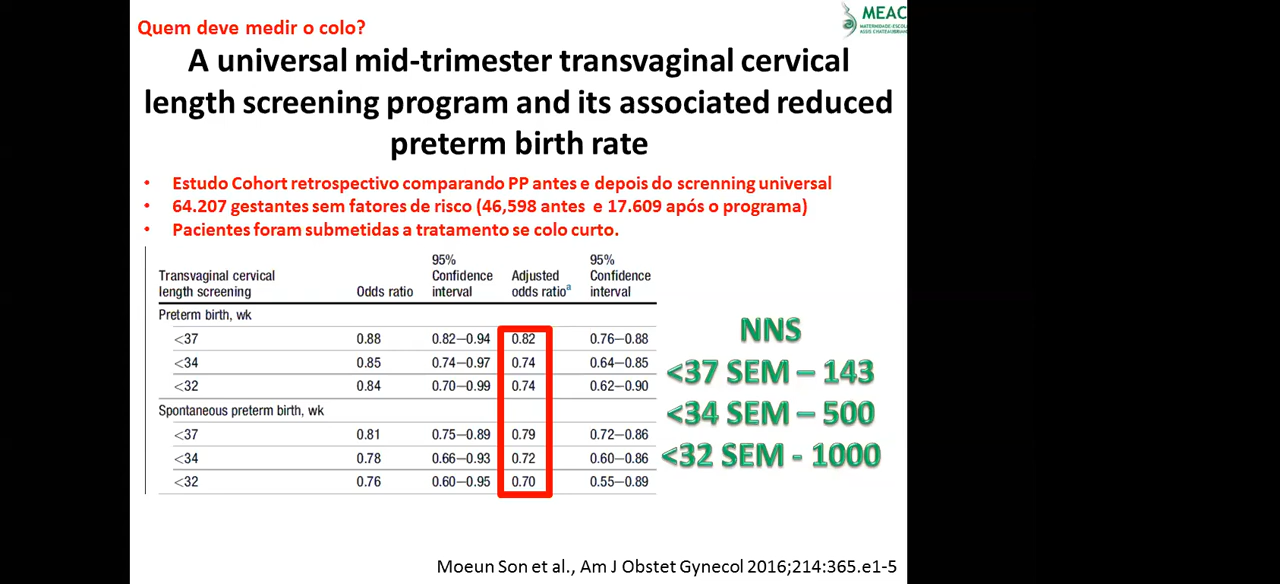 Quem deve medir o colo?
MEAC
MATERNIDADE-ESCOLA
ASSIS CHATEAUBRIAND
A universal mid-trimester transvaginal cervical
length screening program and its associated reduced
preterm birth rate
• Estudo Cohort retrospectivo comparando PP antes e depois do screnning universal
• 64.207 gestantes sem fatores de risco (46,598 antes e 17.609 após o programa)
• Pacientes foram submetidas a tratamento se colo curto.
Transvaginal cervical length screening Odds ratio 95% Confidence interval Adjusted odds ratioᵃ 95% Confidence interval
Preterm birth, wk
<37 0.88 0.82–0.94 0.82 0.76–0.88
<34 0.85 0.74–0.97 0.74 0.64–0.85
<32 0.84 0.70–0.99 0.74 0.62–0.90
Spontaneous preterm birth, wk
<37 0.81 0.75–0.89 0.79 0.72–0.86
<34 0.78 0.66–0.93 0.72 0.60–0.86
<32 0.76 0.60–0.95 0.70 0.55–0.89
NNS
<37 SEM – 143
<34 SEM – 500
<32 SEM - 1000
Moeun Son et al., Am J Obstet Gynecol 2016;214:365.e1-5